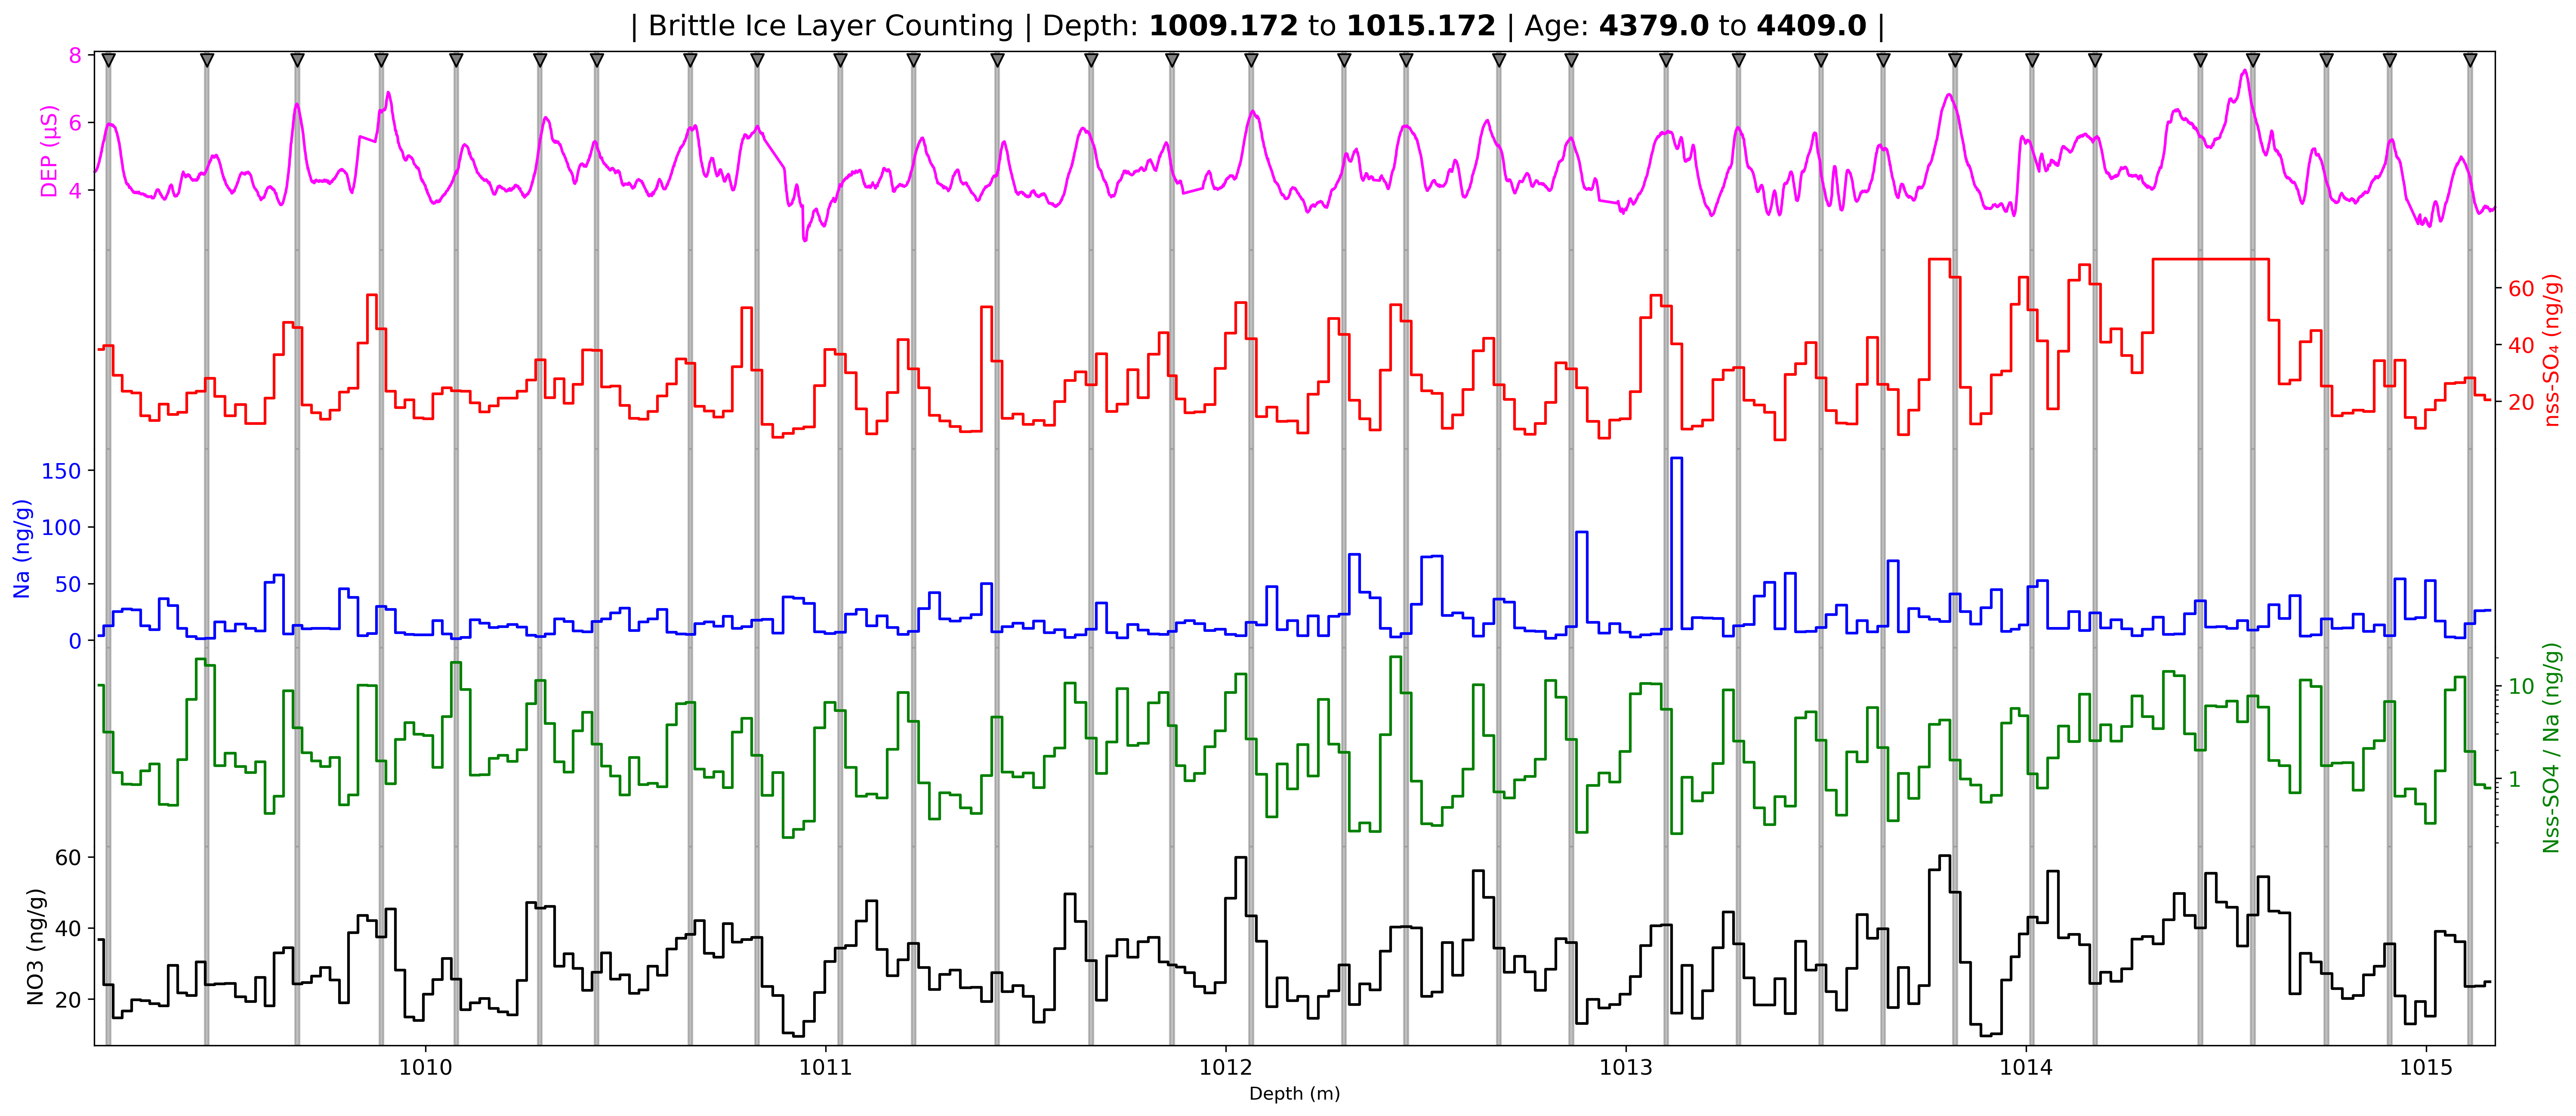 | Brittle Ice Layer Counting | Depth: 1009.172 to 1015.172 | Age: 4379.0 to 4409.0 |
DEP (µS)
8
6
4
nss-SO₄ (ng/g)
60
40
20
Na (ng/g)
150
100
50
0
Nss-SO4 / Na (ng/g)
10
1
NO3 (ng/g)
60
40
20
1010 1011 1012 1013 1014 1015
Depth (m)